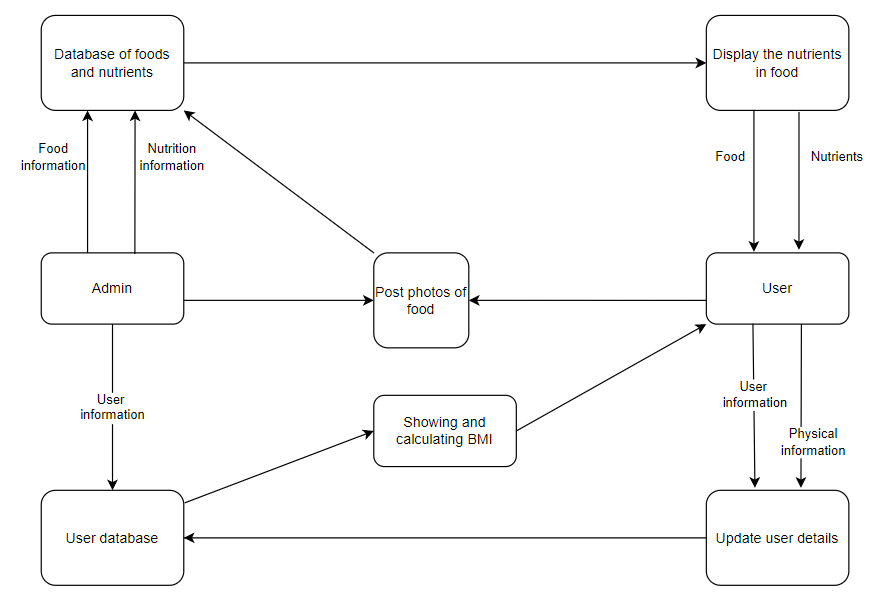 Database of foods
and nutrients
Display the nutrients
in food
Food
information
Nutrition
information
Food
Nutrients
Admin
Post photos of
food
User
User
information
Showing and
calculating BMI
User
information
Physical
information
User database
Update user details